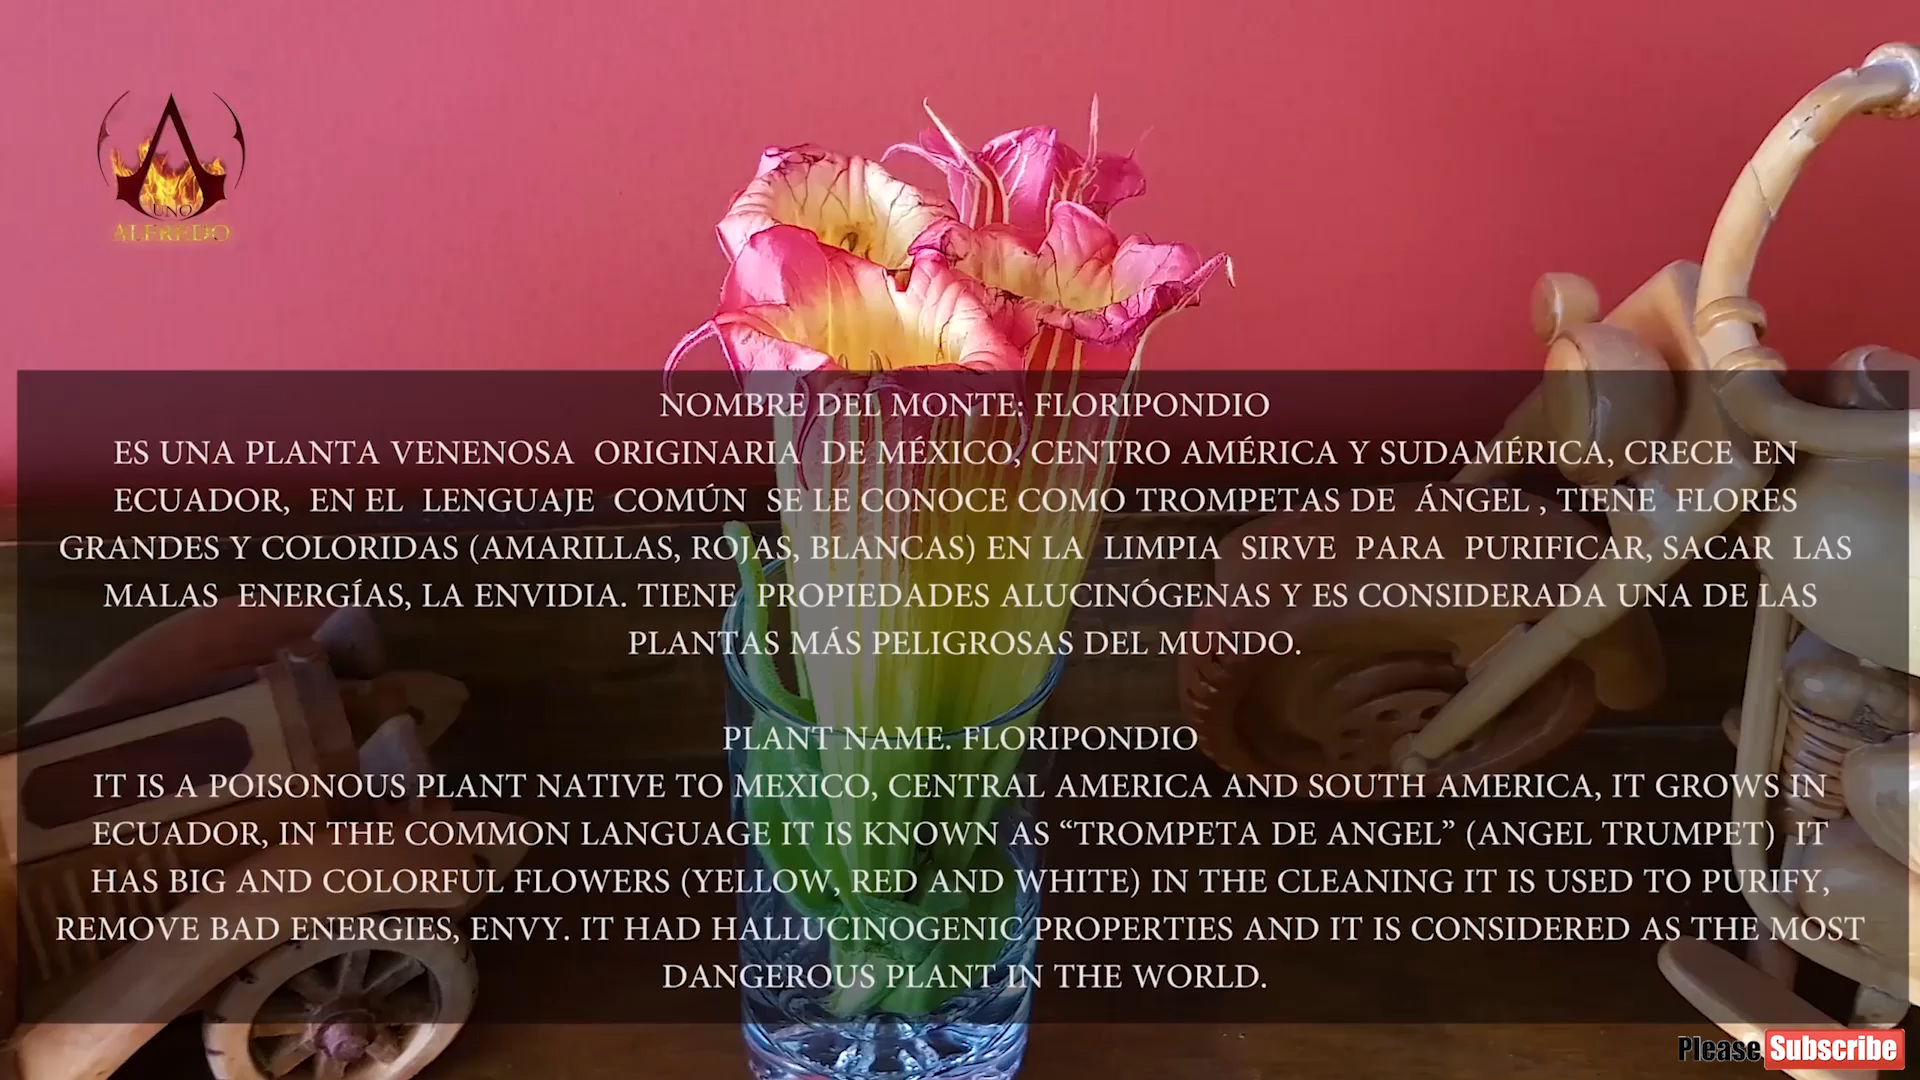 UNO
ALFREDO
NOMBRE DEL MONTE: FLORIPONDIO
ES UNA PLANTA VENENOSA ORIGINARIA DE MÉXICO, CENTRO AMÉRICA Y SUDAMÉRICA, CRECE EN
ECUADOR, EN EL LENGUAJE COMÚN SE LE CONOCE COMO TROMPETAS DE ÁNGEL , TIENE FLORES
GRANDES Y COLORIDAS (AMARILLAS, ROJAS, BLANCAS) EN LA LIMPIA SIRVE PARA PURIFICAR, SACAR LAS
MALAS ENERGÍAS, LA ENVIDIA. TIENE PROPIEDADES ALUCINÓGENAS Y ES CONSIDERADA UNA DE LAS
PLANTAS MÁS PELIGROSAS DEL MUNDO.
PLANT NAME. FLORIPONDIO
IT IS A POISONOUS PLANT NATIVE TO MEXICO, CENTRAL AMERICA AND SOUTH AMERICA, IT GROWS IN
ECUADOR, IN THE COMMON LANGUAGE IT IS KNOWN AS “TROMPETA DE ANGEL” (ANGEL TRUMPET) IT
HAS BIG AND COLORFUL FLOWERS (YELLOW, RED AND WHITE) IN THE CLEANING IT IS USED TO PURIFY,
REMOVE BAD ENERGIES, ENVY. IT HAD HALLUCINOGENIC PROPERTIES AND IT IS CONSIDERED AS THE MOST
DANGEROUS PLANT IN THE WORLD.
Please Subscribe